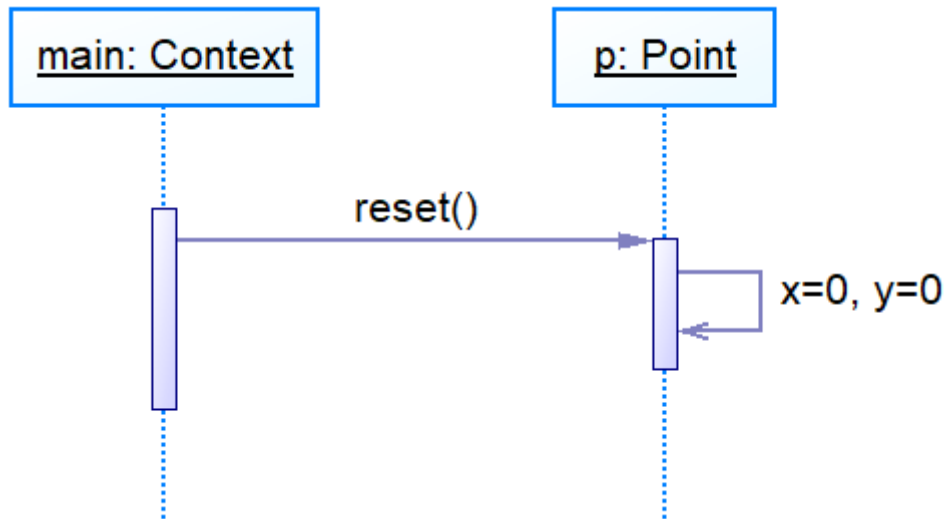 main: Context
p: Point
reset()
x=0, y=0